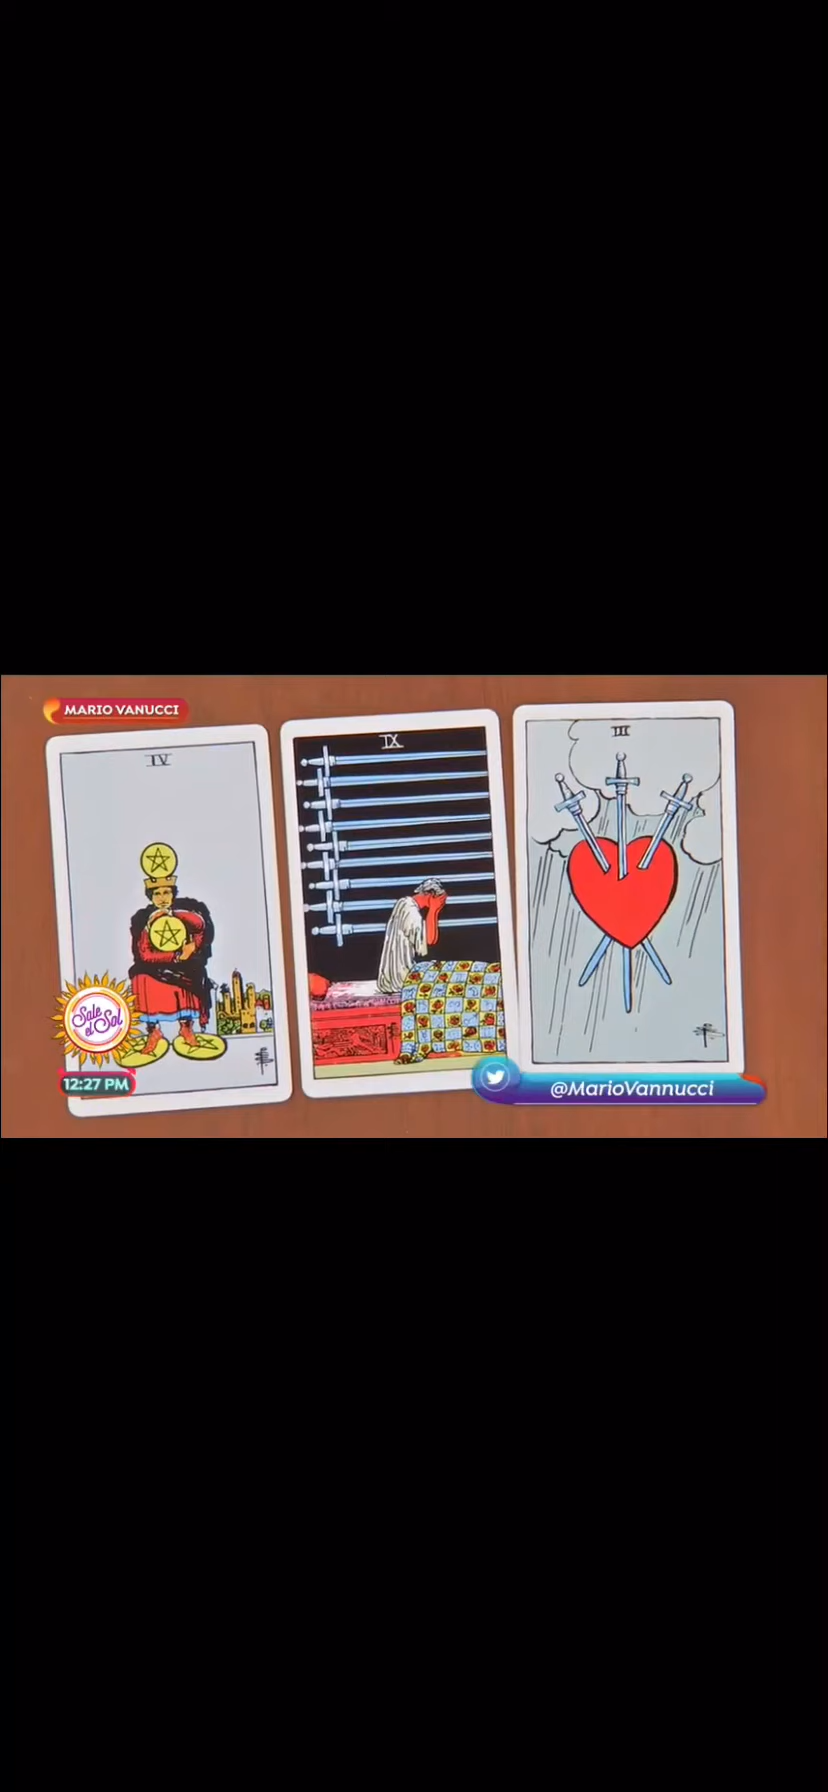 MARIO VANUCCI
IV
IX
III
Sale
el Sol
12:27 PM
@MarioVannucci